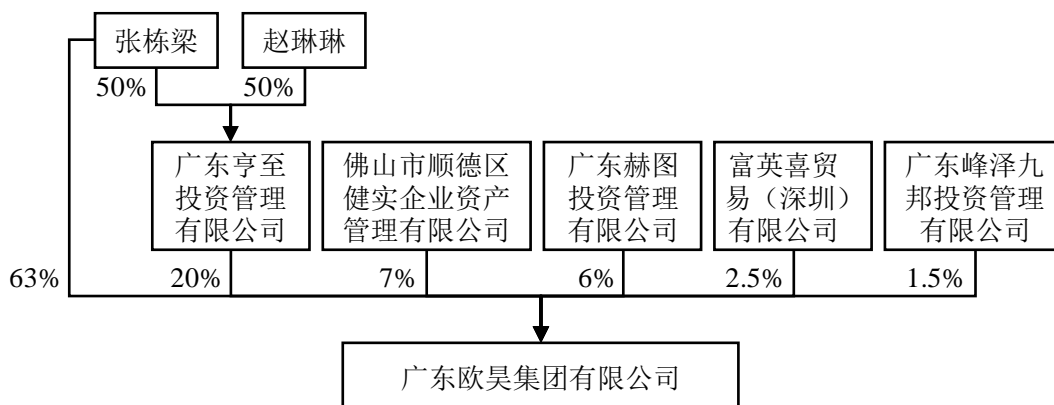 张栋梁
赵琳琳
50%
50%
广东亨至
投资管理
有限公司
佛山市顺德区
健实企业资产
管理有限公司
广东赫图
投资管理
有限公司
富英喜贸
易（深圳）
有限公司
广东峰泽九
邦投资管理
有限公司
63%
20%
7%
6%
2.5%
1.5%
广东欧昊集团有限公司